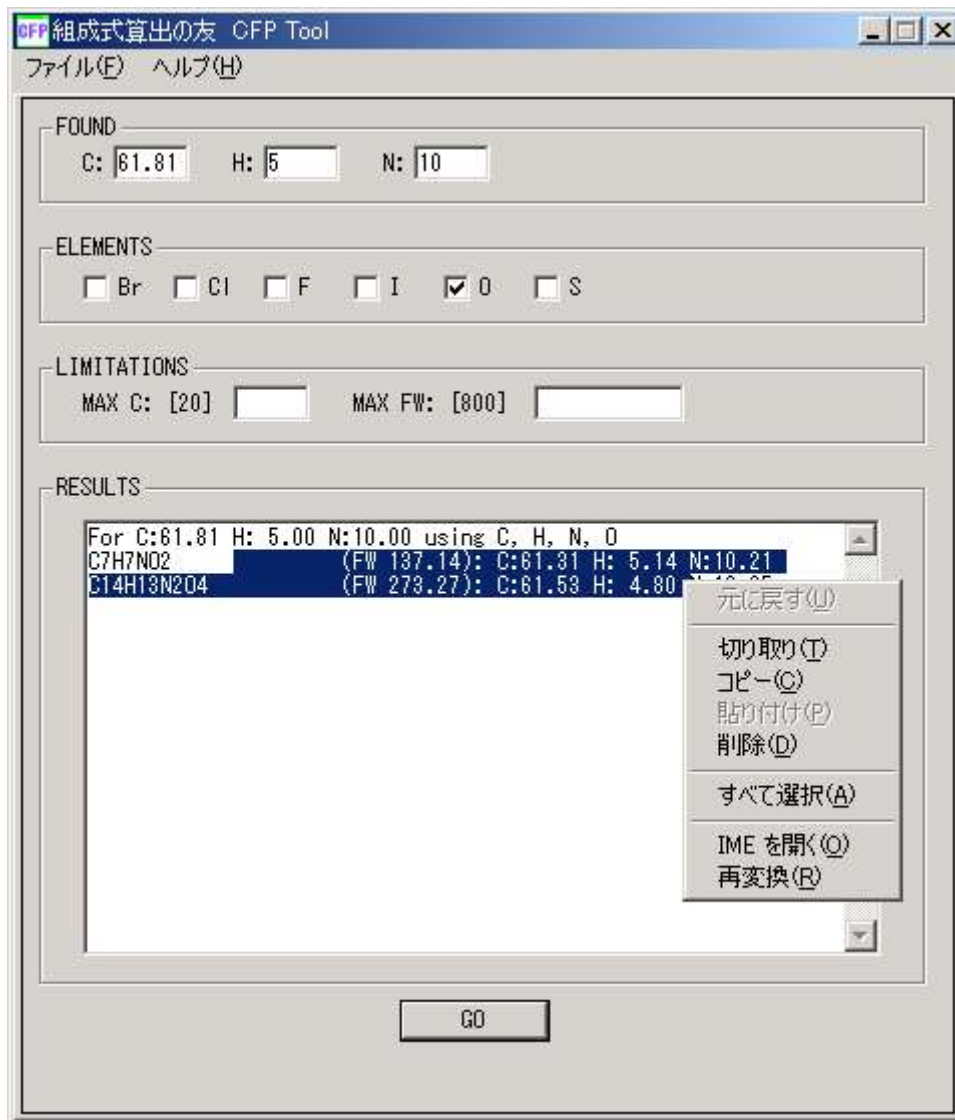 CFP 組成式算出の友 CFP Tool
ファイル(F) ヘルプ(H)
FOUND
C: 61.81 H: 5 N: 10
ELEMENTS
Br Cl F I O S
LIMITATIONS
MAX C: [20] MAX FW: [800]
RESULTS
For C:61.81 H: 5.00 N:10.00 using C, H, N, O
C7H7NO2 (FW 137.14): C:61.31 H: 5.14 N:10.21
C14H13N2O4 (FW 273.27): C:61.53 H: 4.80
元に戻す(U)
切り取り(T)
コピー(C)
貼り付け(P)
削除(D)
すべて選択(A)
IME を開く(O)
再変換(R)
GO